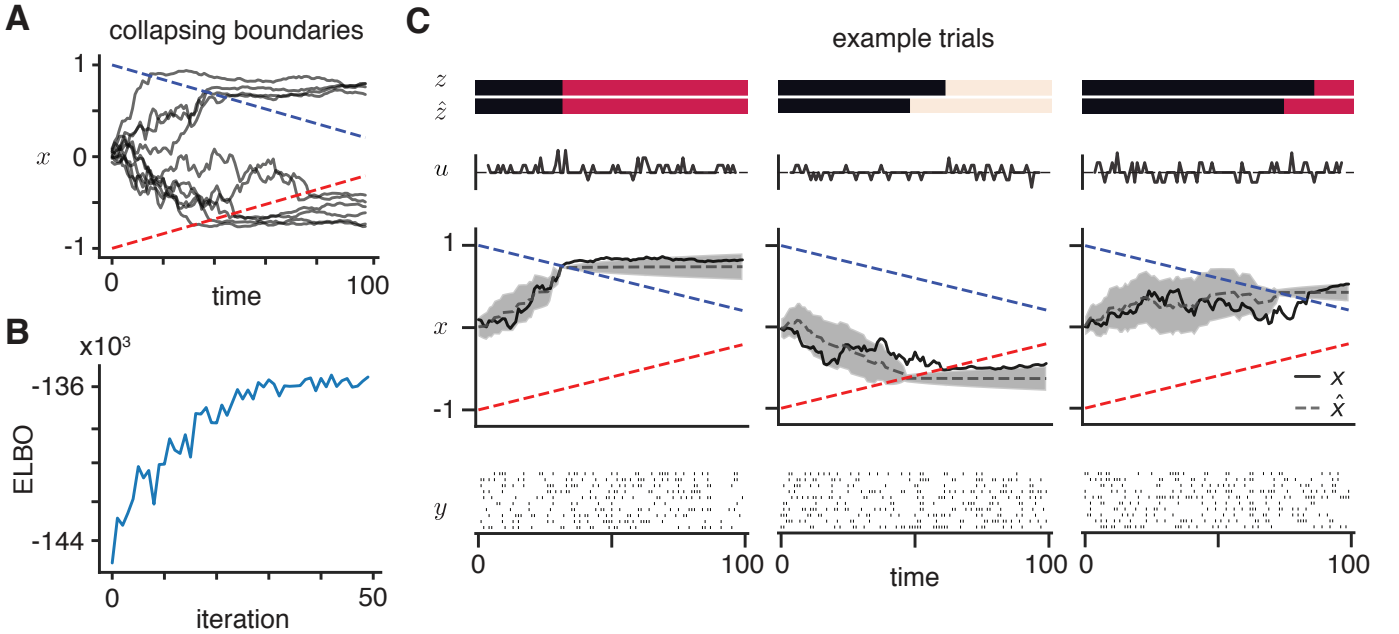 A
collapsing boundaries
1
0
-1
x
0
100
time
B
x10³
-136
-144
ELBO
0
50
iteration
C
example trials
z
ẑ
u
1
x
0
-1
x
x̂
y
0
100
0
100
0
100
time